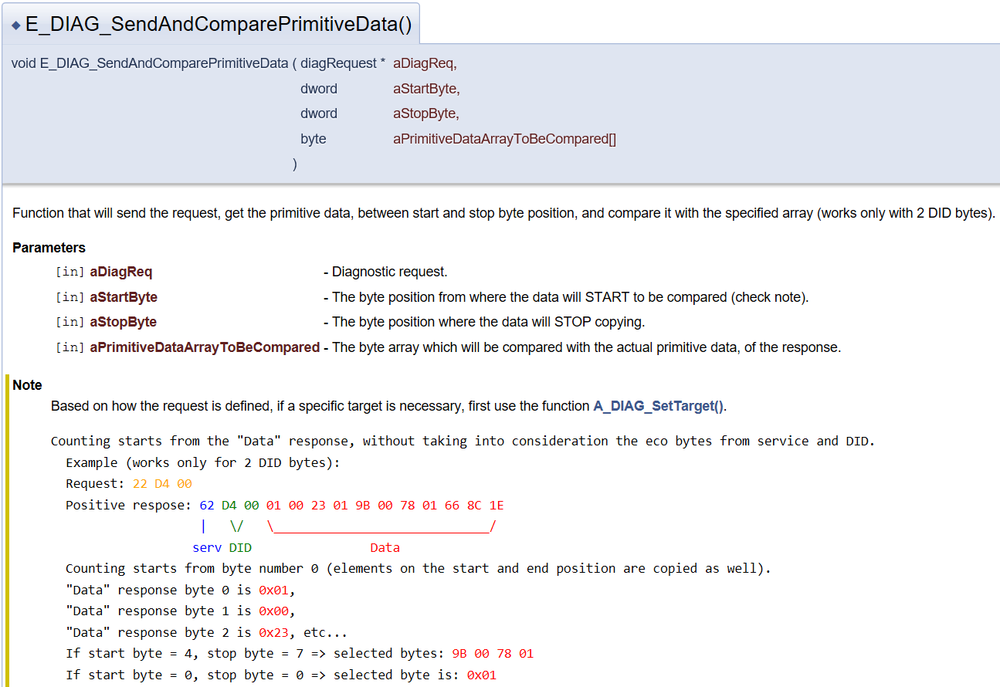 E_DIAG_SendAndComparePrimitiveData()
void E_DIAG_SendAndComparePrimitiveData ( diagRequest * aDiagReq,
dword aStartByte,
dword aStopByte,
byte aPrimitiveDataArrayToBeCompared[]
)
Function that will send the request, get the primitive data, between start and stop byte position, and compare it with the specified array (works only with 2 DID bytes).
Parameters
[in] aDiagReq - Diagnostic request.
[in] aStartByte - The byte position from where the data will START to be compared (check note).
[in] aStopByte - The byte position where the data will STOP copying.
[in] aPrimitiveDataArrayToBeCompared - The byte array which will be compared with the actual primitive data, of the response.
Note
Based on how the request is defined, if a specific target is necessary, first use the function A_DIAG_SetTarget().
Counting starts from the "Data" response, without taking into consideration the eco bytes from service and DID.
Example (works only for 2 DID bytes):
Request: 22 D4 00
Positive respose: 62 D4 00 01 00 23 01 9B 00 78 01 66 8C 1E
| \/ \_____________________________/
serv DID Data
Counting starts from byte number 0 (elements on the start and end position are copied as well).
"Data" response byte 0 is 0x01,
"Data" response byte 1 is 0x00,
"Data" response byte 2 is 0x23, etc...
If start byte = 4, stop byte = 7 => selected bytes: 9B 00 78 01
If start byte = 0, stop byte = 0 => selected byte is: 0x01